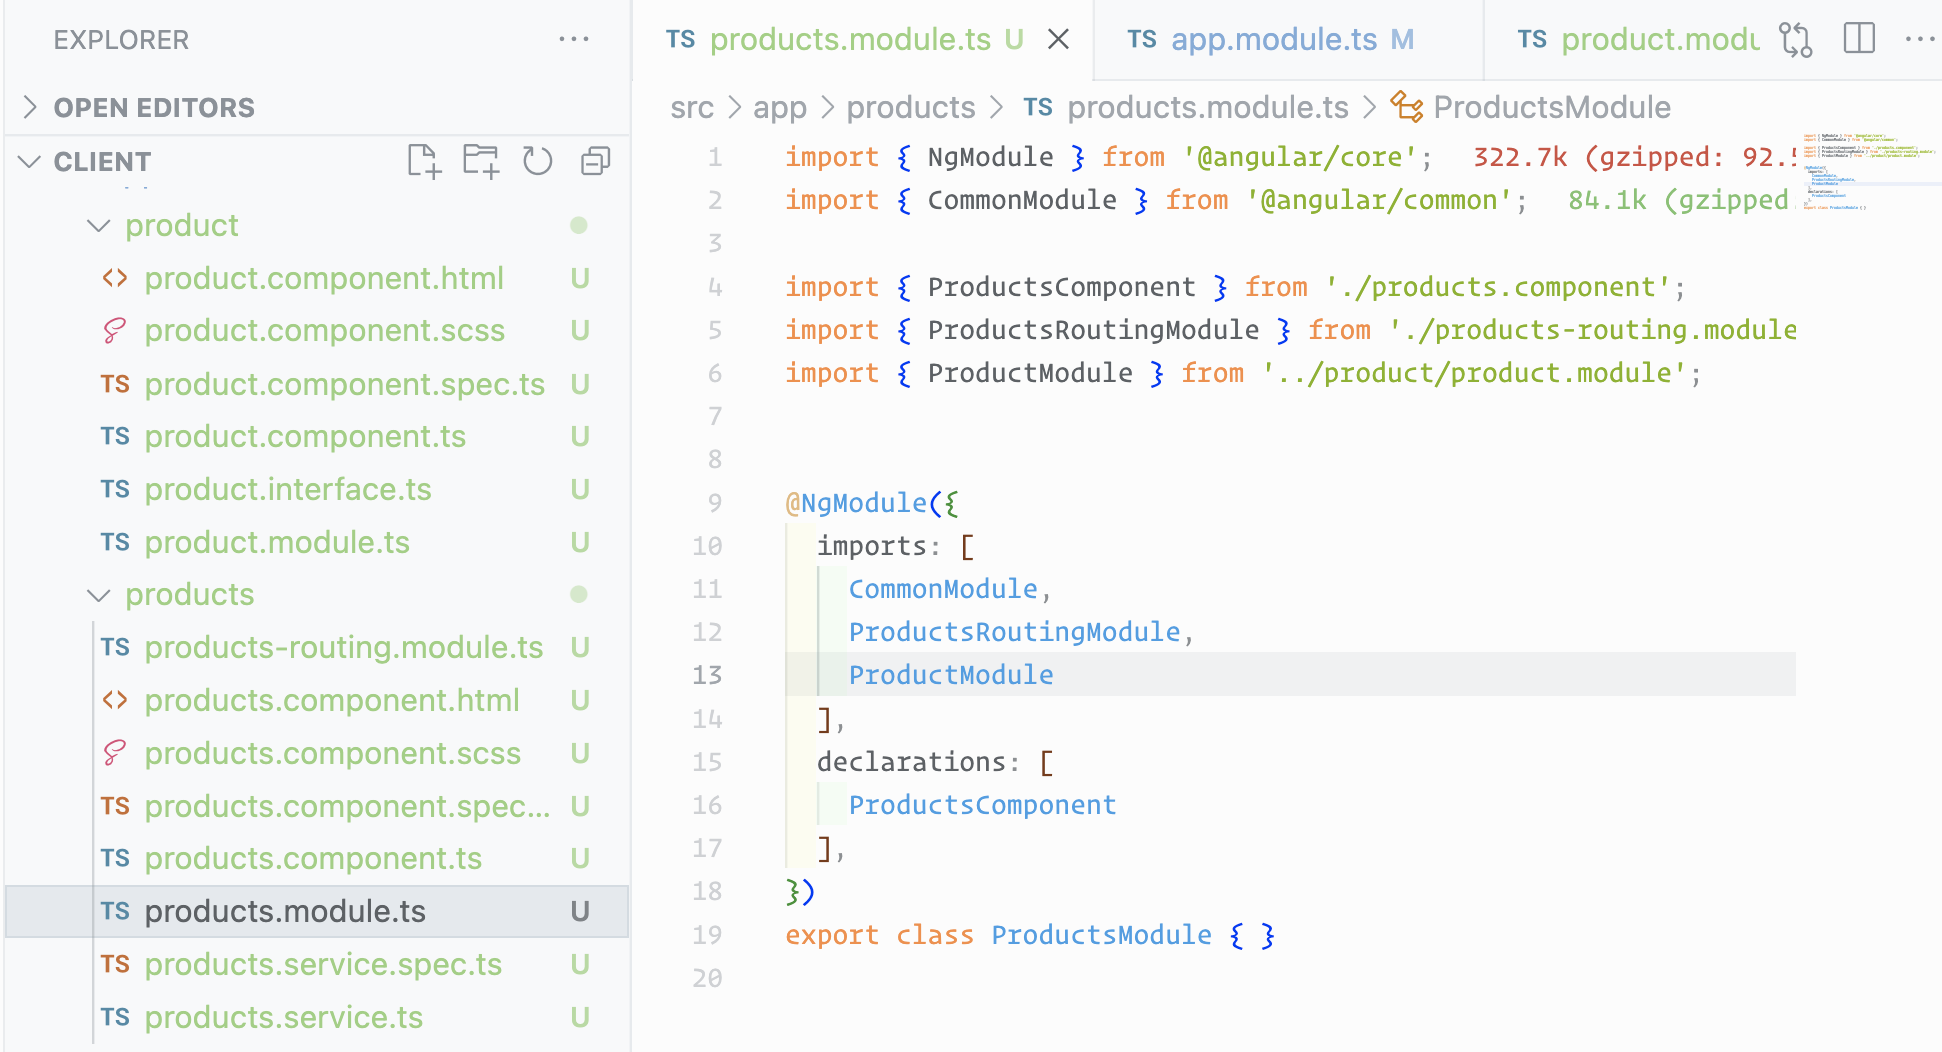 EXPLORER ···
OPEN EDITORS
CLIENT
product
product.component.html U
product.component.scss U
TS product.component.spec.ts U
TS product.component.ts U
TS product.interface.ts U
TS product.module.ts U
products
TS products-routing.module.ts U
products.component.html U
products.component.scss U
TS products.component.spec... U
TS products.component.ts U
TS products.module.ts U
TS products.service.spec.ts U
TS products.service.ts U
TS products.module.ts U TS app.module.ts M TS product.modu ···
src > app > products > TS products.module.ts > ProductsModule
1 import { NgModule } from '@angular/core'; 322.7k (gzipped: 92.5
2 import { CommonModule } from '@angular/common'; 84.1k (gzipped
3
4 import { ProductsComponent } from './products.component';
5 import { ProductsRoutingModule } from './products-routing.module
6 import { ProductModule } from '../product/product.module';
7
8
9 @NgModule({
10 imports: [
11 CommonModule,
12 ProductsRoutingModule,
13 ProductModule
14 ],
15 declarations: [
16 ProductsComponent
17 ],
18 })
19 export class ProductsModule { }
20